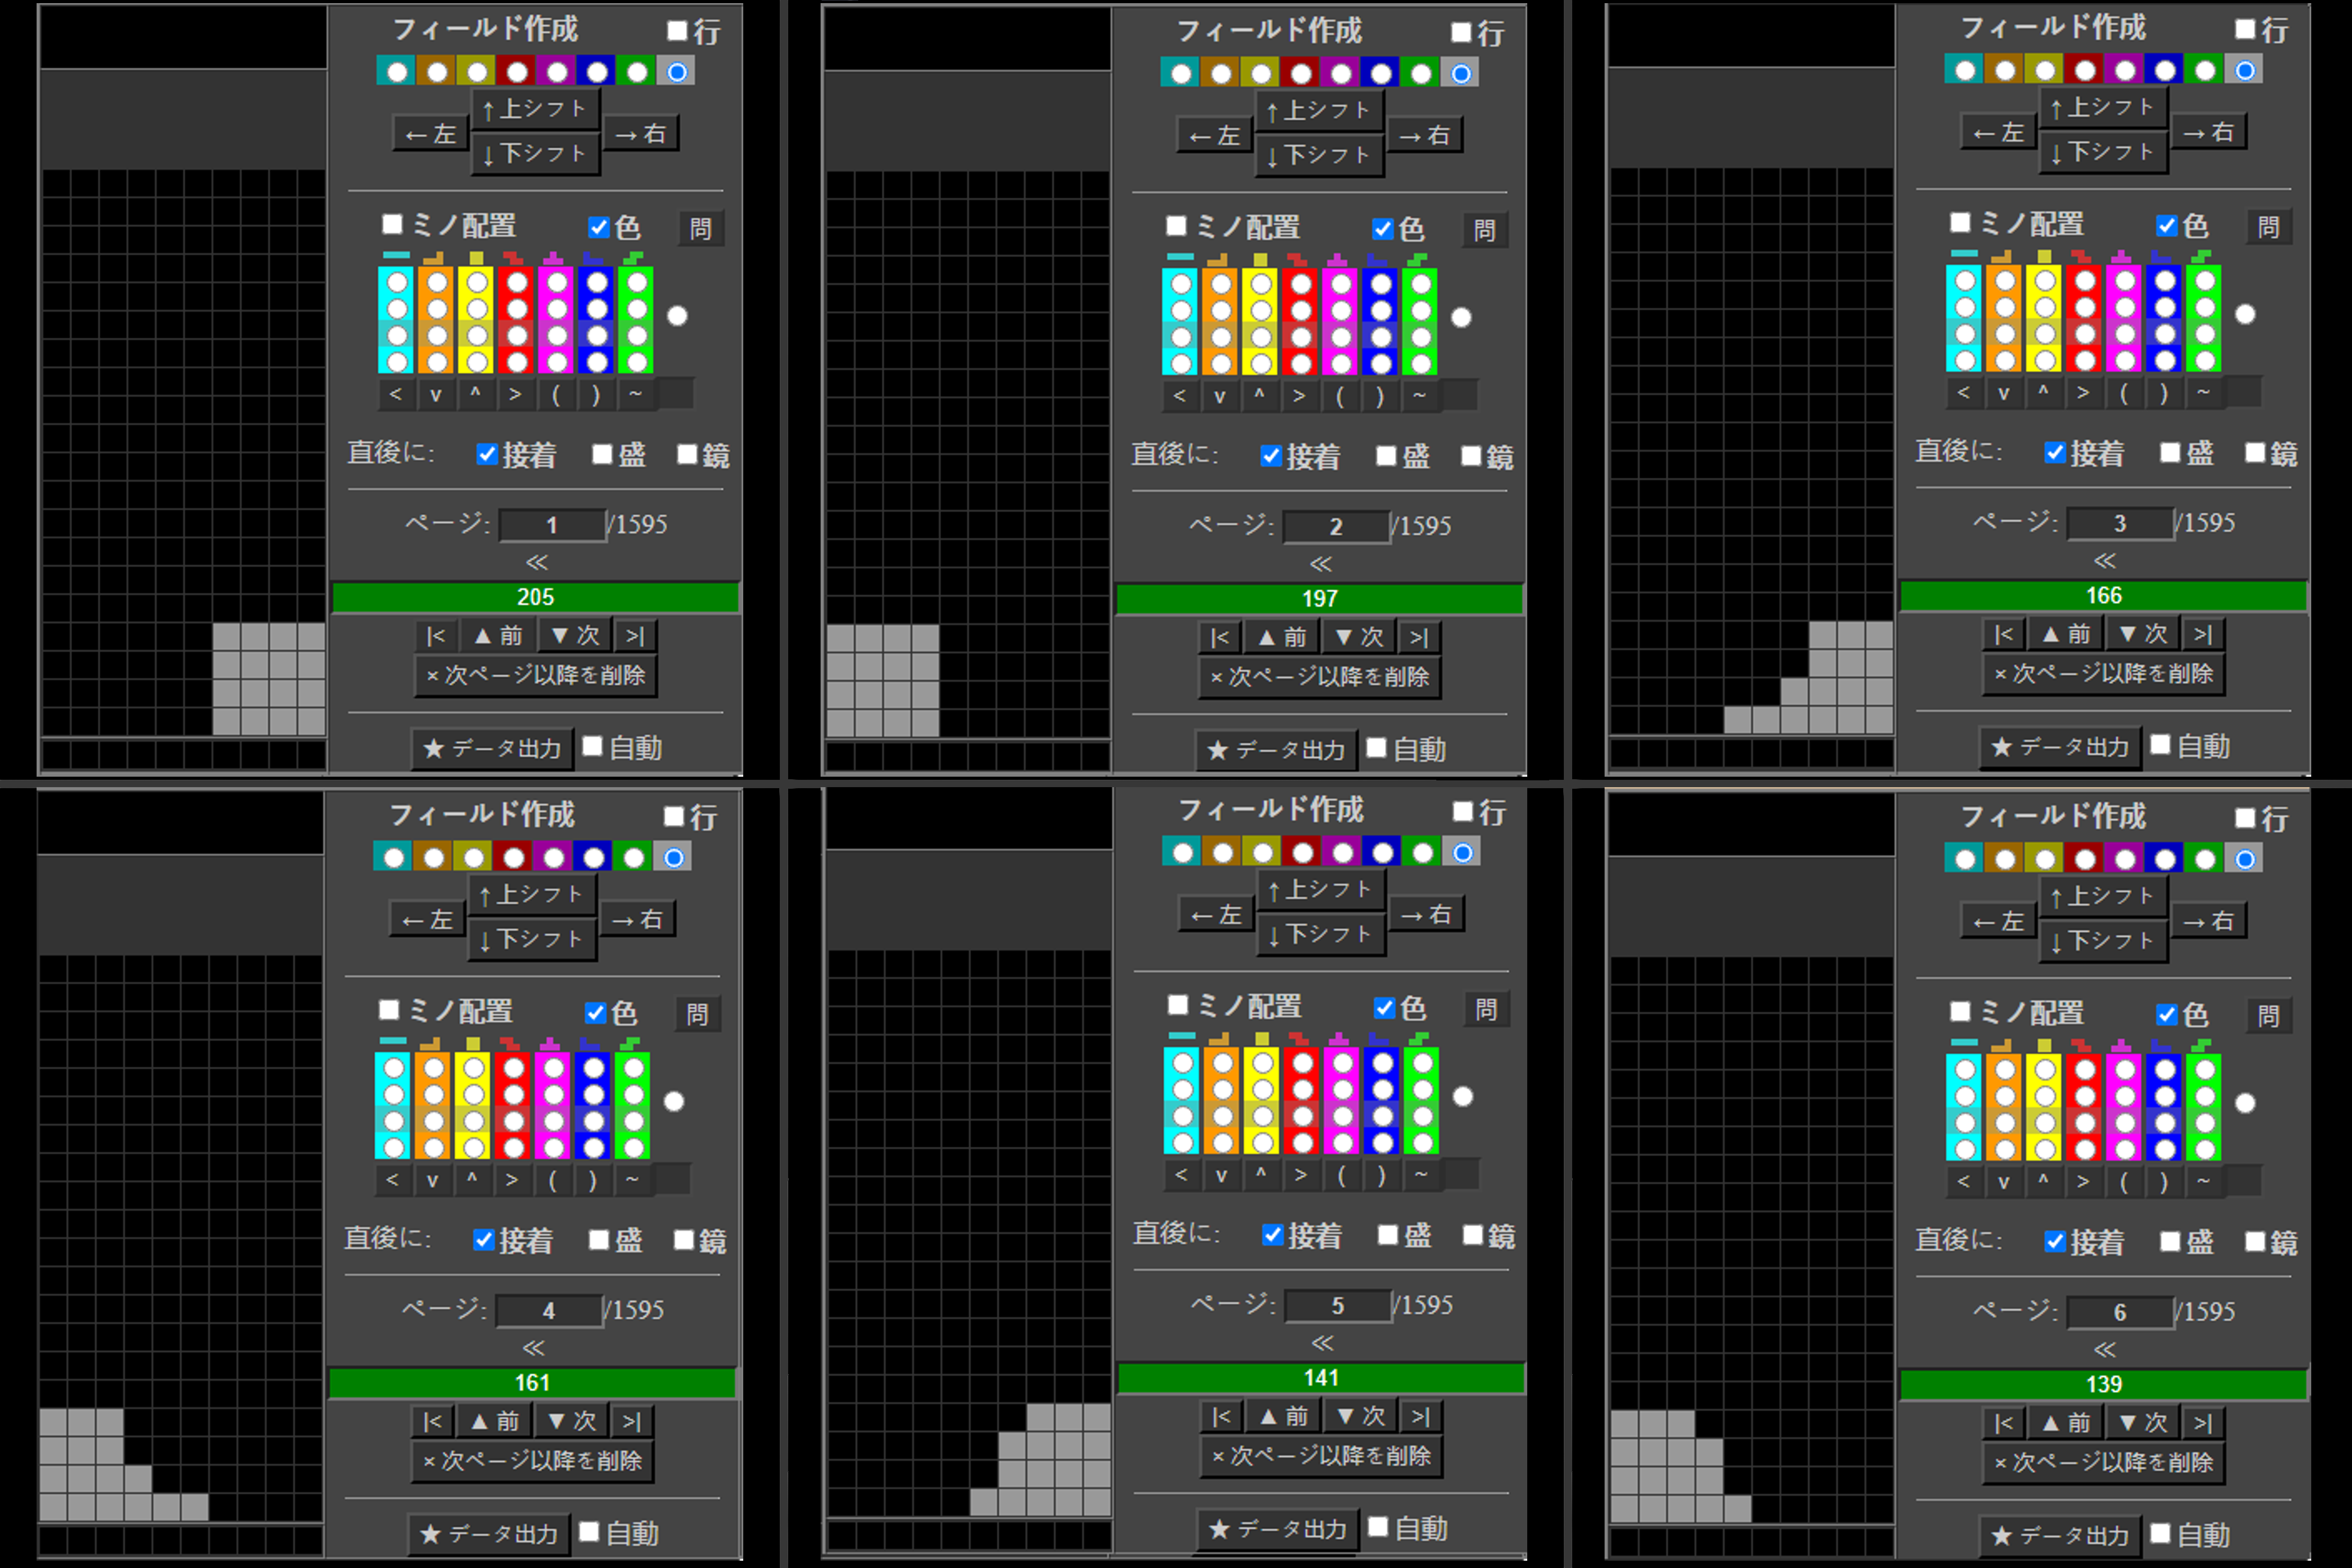 フィールド作成 行
↑上シフト
←左 →右
↓下シフト
ミノ配置 色 問
< v ^ > ( ) ~
直後に: 接着 盛 鏡
ページ: 1 /1595
≪
205
|< ▲前 ▼次 >|
×次ページ以降を削除
★データ出力 自動
フィールド作成 行
↑上シフト
←左 →右
↓下シフト
ミノ配置 色 問
< v ^ > ( ) ~
直後に: 接着 盛 鏡
ページ: 2 /1595
≪
197
|< ▲前 ▼次 >|
×次ページ以降を削除
★データ出力 自動
フィールド作成 行
↑上シフト
←左 →右
↓下シフト
ミノ配置 色 問
< v ^ > ( ) ~
直後に: 接着 盛 鏡
ページ: 3 /1595
≪
166
|< ▲前 ▼次 >|
×次ページ以降を削除
★データ出力 自動
フィールド作成 行
↑上シフト
←左 →右
↓下シフト
ミノ配置 色 問
< v ^ > ( ) ~
直後に: 接着 盛 鏡
ページ: 4 /1595
≪
161
|< ▲前 ▼次 >|
×次ページ以降を削除
★データ出力 自動
フィールド作成 行
↑上シフト
←左 →右
↓下シフト
ミノ配置 色 問
< v ^ > ( ) ~
直後に: 接着 盛 鏡
ページ: 5 /1595
≪
141
|< ▲前 ▼次 >|
×次ページ以降を削除
★データ出力 自動
フィールド作成 行
↑上シフト
←左 →右
↓下シフト
ミノ配置 色 問
< v ^ > ( ) ~
直後に: 接着 盛 鏡
ページ: 6 /1595
≪
139
|< ▲前 ▼次 >|
×次ページ以降を削除
★データ出力 自動